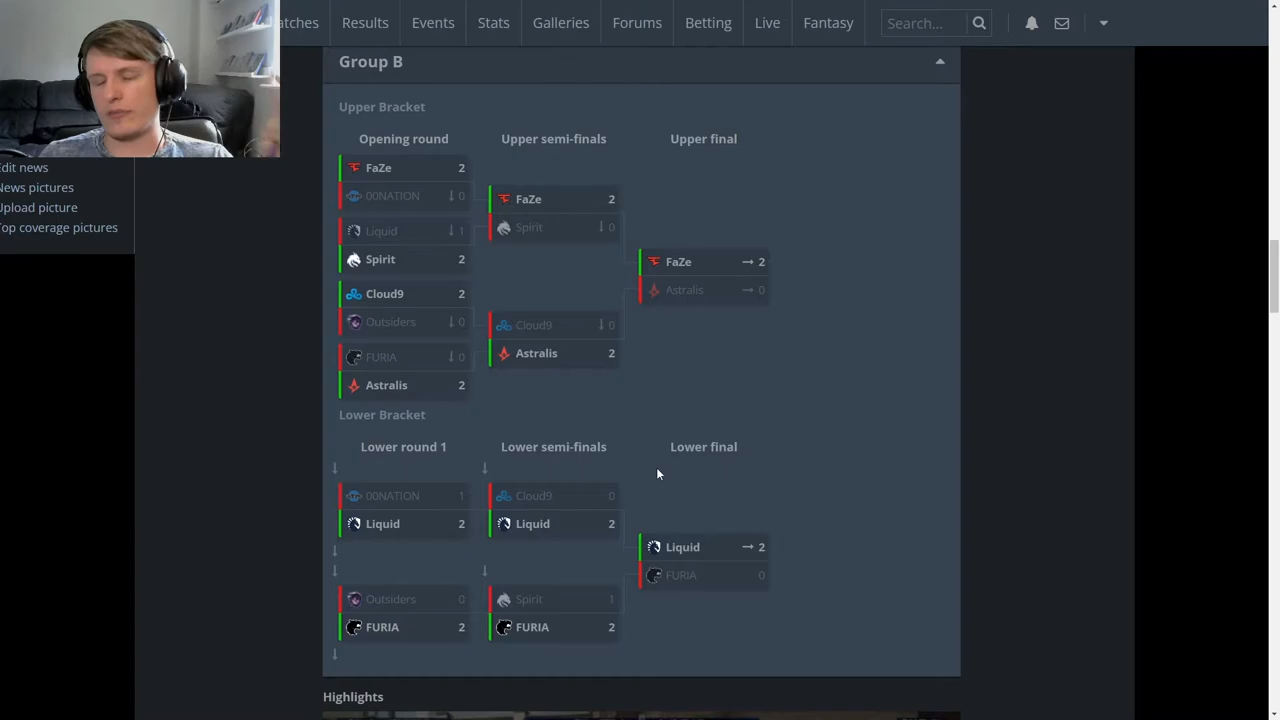 atches Results Events Stats Galleries Forums Betting Live Fantasy Search...
Edit news
News pictures
Upload picture
Top coverage pictures
Group B
Upper Bracket
Opening round Upper semi-finals Upper final
FaZe 2
00NATION 0
Liquid 1
Spirit 2
Cloud9 2
Outsiders 0
FURIA 0
Astralis 2
FaZe 2
Spirit 0
Cloud9 0
Astralis 2
FaZe 2
Astralis 0
Lower Bracket
Lower round 1 Lower semi-finals Lower final
00NATION 1
Liquid 2
Outsiders 0
FURIA 2
Cloud9 0
Liquid 2
Spirit 1
FURIA 2
Liquid 2
FURIA 0
Highlights